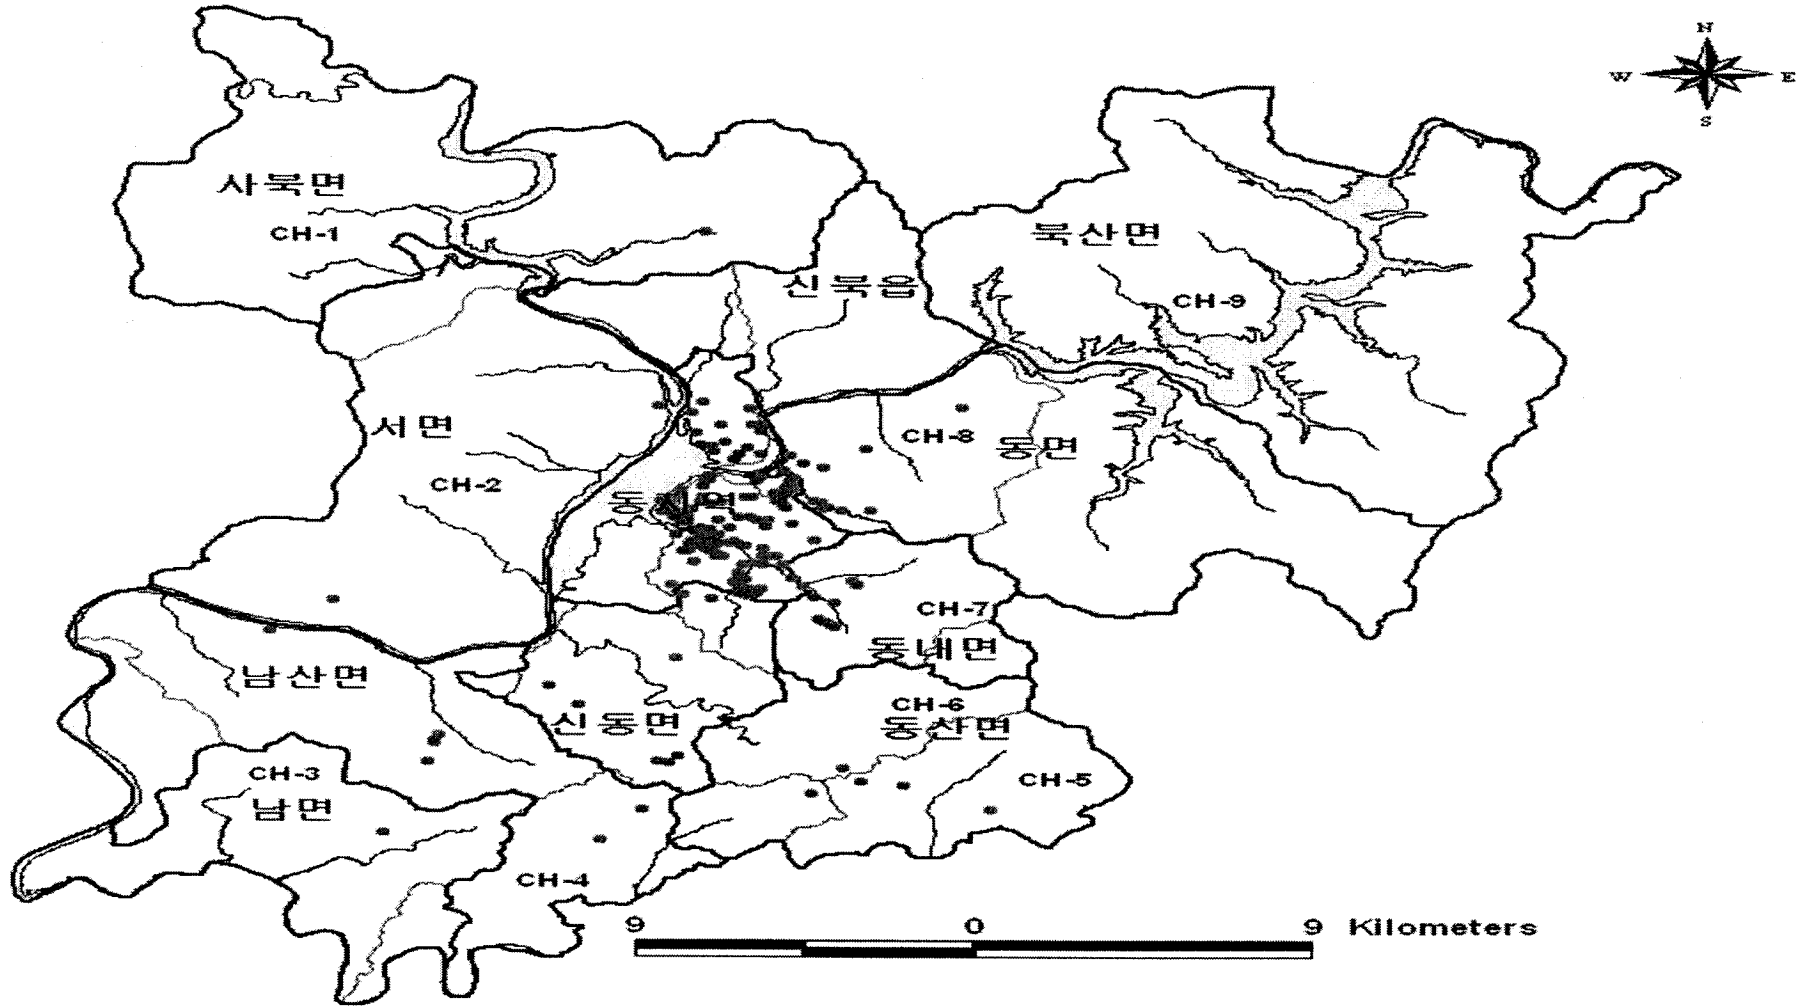 N
W E
S
사북면
CH-1
북산면
신북읍
CH-9
서면
CH-8
동면
CH-2
CH-7
동내면
남산면
CH-6
신동면
동산면
CH-3
CH-5
남면
CH-4
9 0 9 Kilometers